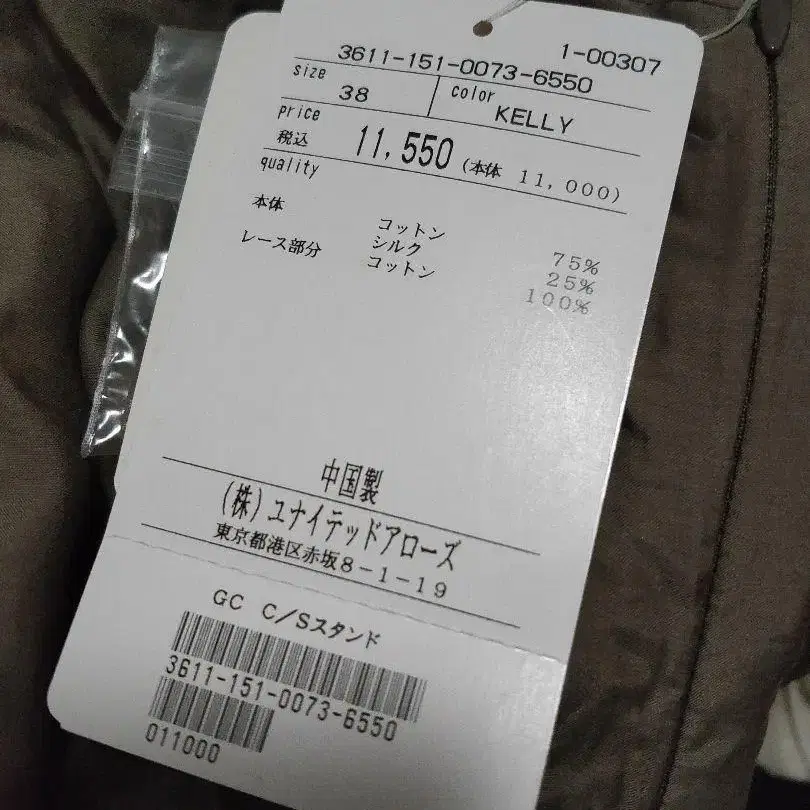 1-00307
3611-151-0073-6550
size 38 color KELLY
price
税込 11,550 (本体 11,000)
quality
本体 コットン 75%
シルク 25%
レース部分 コットン 100%
中国製
(株)ユナイテッドアローズ
東京都港区赤坂8-1-19
GC C/Sスタンド
3611-151-0073-6550
011000